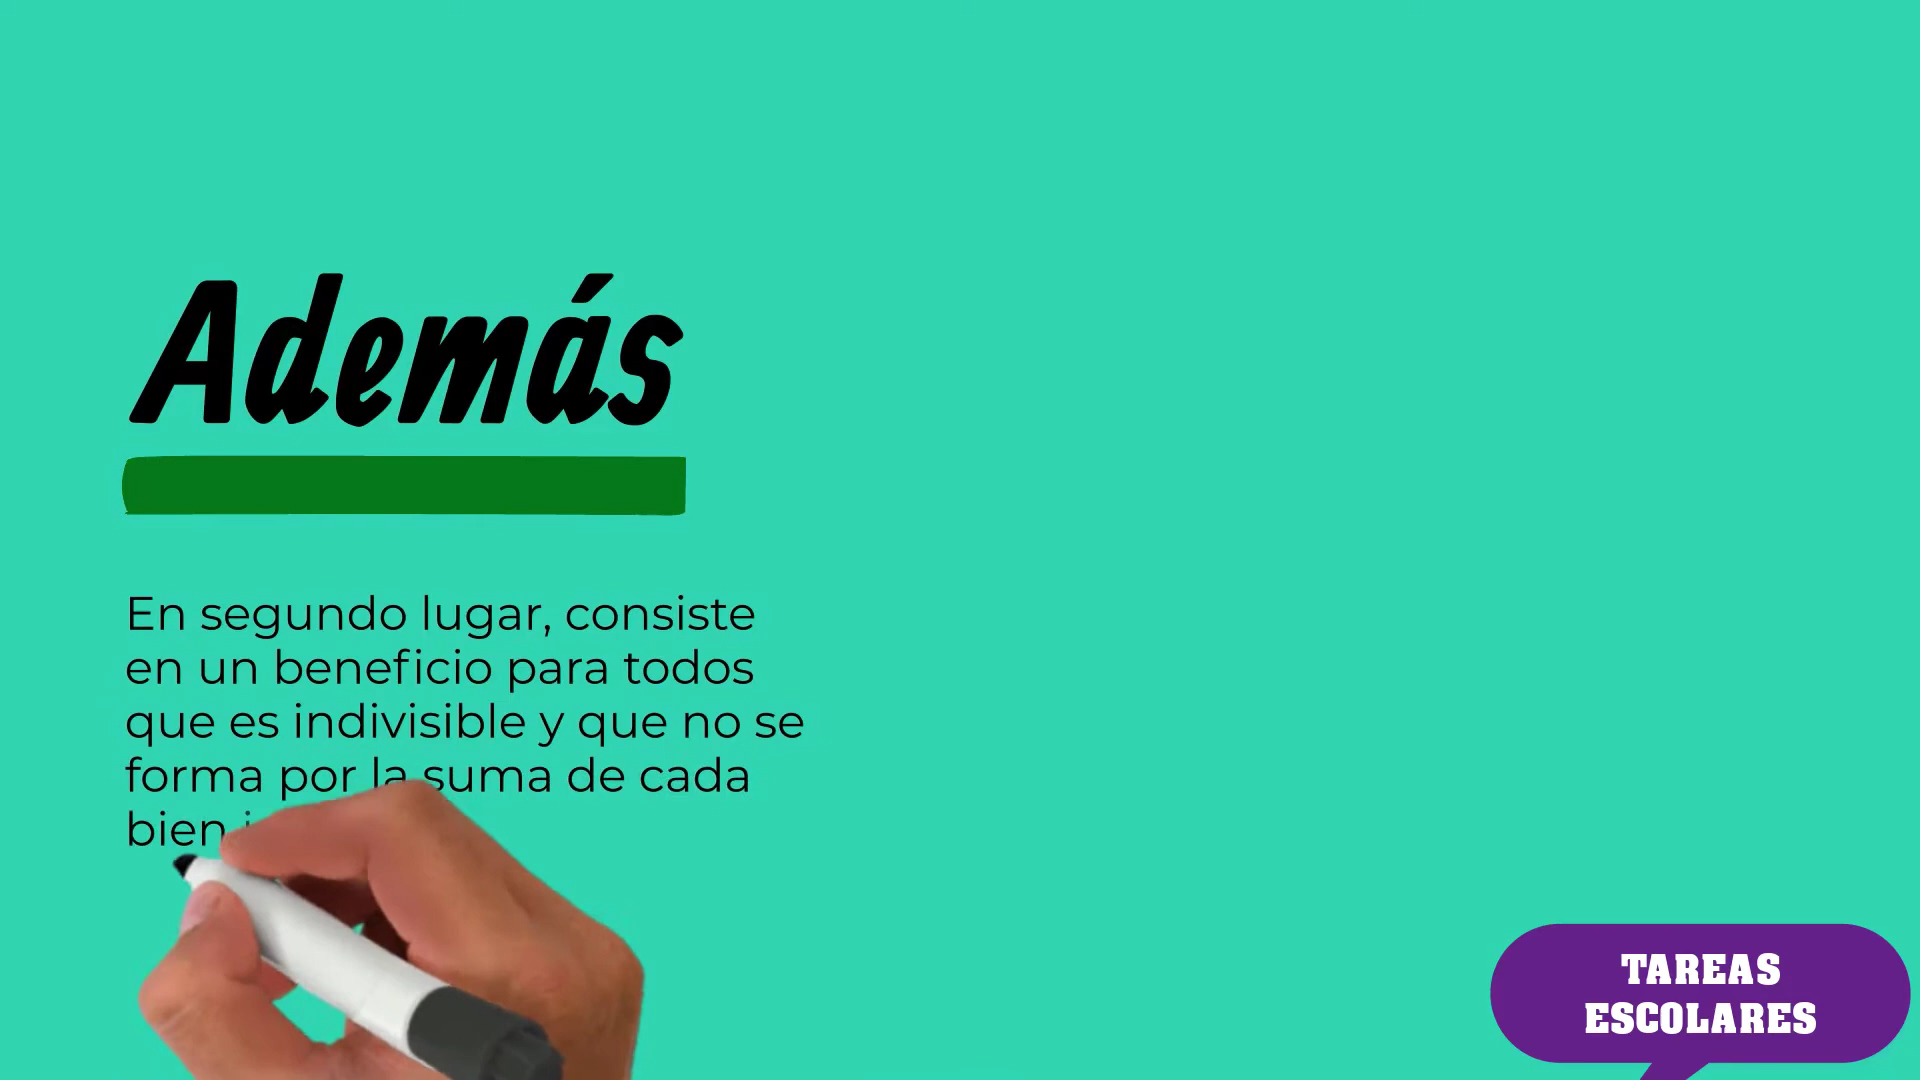 Además
En segundo lugar, consiste
en un beneficio para todos
que es indivisible y que no se
forma por la suma de cada
bien
TAREAS
ESCOLARES